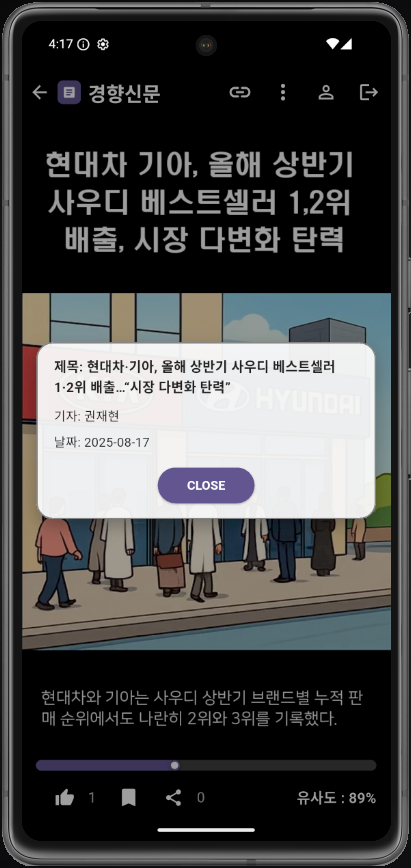 4:17
경향신문
현대차 기아, 올해 상반기
사우디 베스트셀러 1,2위
배출, 시장 다변화 탄력
제목: 현대차·기아, 올해 상반기 사우디 베스트셀러
1·2위 배출…“시장 다변화 탄력”
HYUNDAI
기자: 권재현
날짜: 2025-08-17
CLOSE
현대차와 기아는 사우디 상반기 브랜드별 누적 판
매 순위에서도 나란히 2위와 3위를 기록했다.
1
0
유사도 : 89%